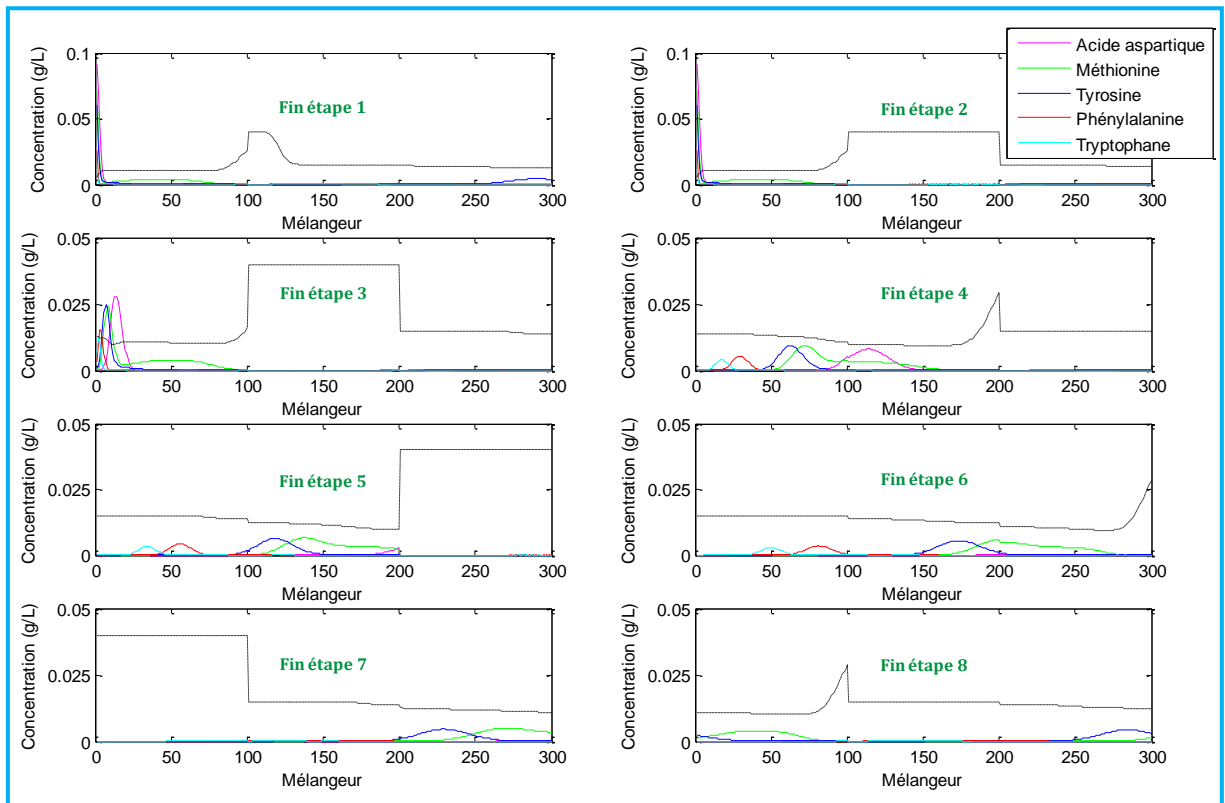 Acide aspartique
Méthionine
Tyrosine
Phénylalanine
Tryptophane
Concentration (g/L)
0.1
0.05
0
Fin étape 1
0 50 100 150 200 250 300
Mélangeur
Concentration (g/L)
0.1
0.05
0
Fin étape 2
0 50 100 150 200 250 300
Mélangeur
Concentration (g/L)
0.05
0.025
0
Fin étape 3
0 50 100 150 200 250 300
Mélangeur
Concentration (g/L)
0.05
0.025
0
Fin étape 4
0 50 100 150 200 250 300
Mélangeur
Concentration (g/L)
0.05
0.025
0
Fin étape 5
0 50 100 150 200 250 300
Mélangeur
Concentration (g/L)
0.05
0.025
0
Fin étape 6
0 50 100 150 200 250 300
Mélangeur
Concentration (g/L)
0.05
0.025
0
Fin étape 7
0 50 100 150 200 250 300
Mélangeur
Concentration (g/L)
0.05
0.025
0
Fin étape 8
0 50 100 150 200 250 300
Mélangeur